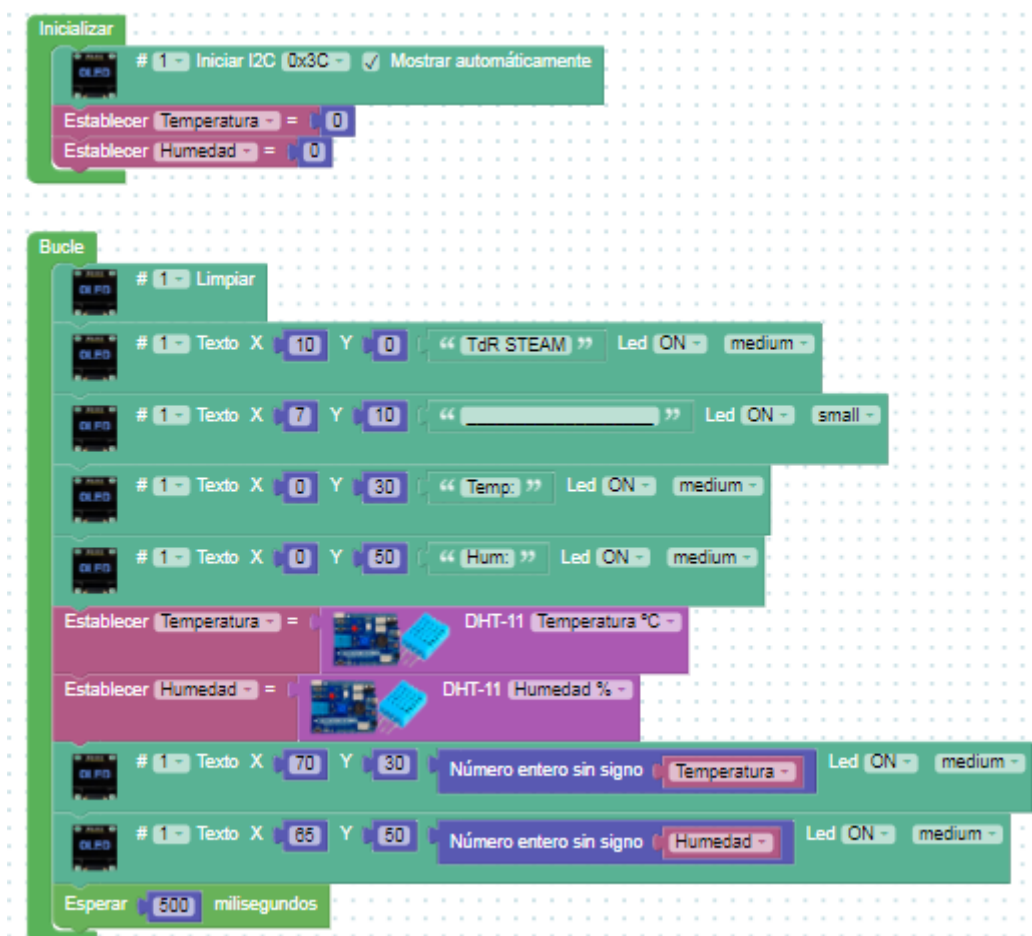 Inicializar
OLED # 1 Iniciar I2C 0x3C ✓ Mostrar automáticamente
Establecer Temperatura = 0
Establecer Humedad = 0
Bucle
OLED # 1 Limpiar
OLED # 1 Texto X 10 Y 0 “ TdR STEAM ” Led ON medium
OLED # 1 Texto X 7 Y 10 “ ____________________ ” Led ON small
OLED # 1 Texto X 0 Y 30 “ Temp: ” Led ON medium
OLED # 1 Texto X 0 Y 50 “ Hum: ” Led ON medium
Establecer Temperatura = DHT-11 Temperatura ºC
Establecer Humedad = DHT-11 Humedad %
OLED # 1 Texto X 70 Y 30 Número entero sin signo Temperatura Led ON medium
OLED # 1 Texto X 65 Y 50 Número entero sin signo Humedad Led ON medium
Esperar 500 milisegundos